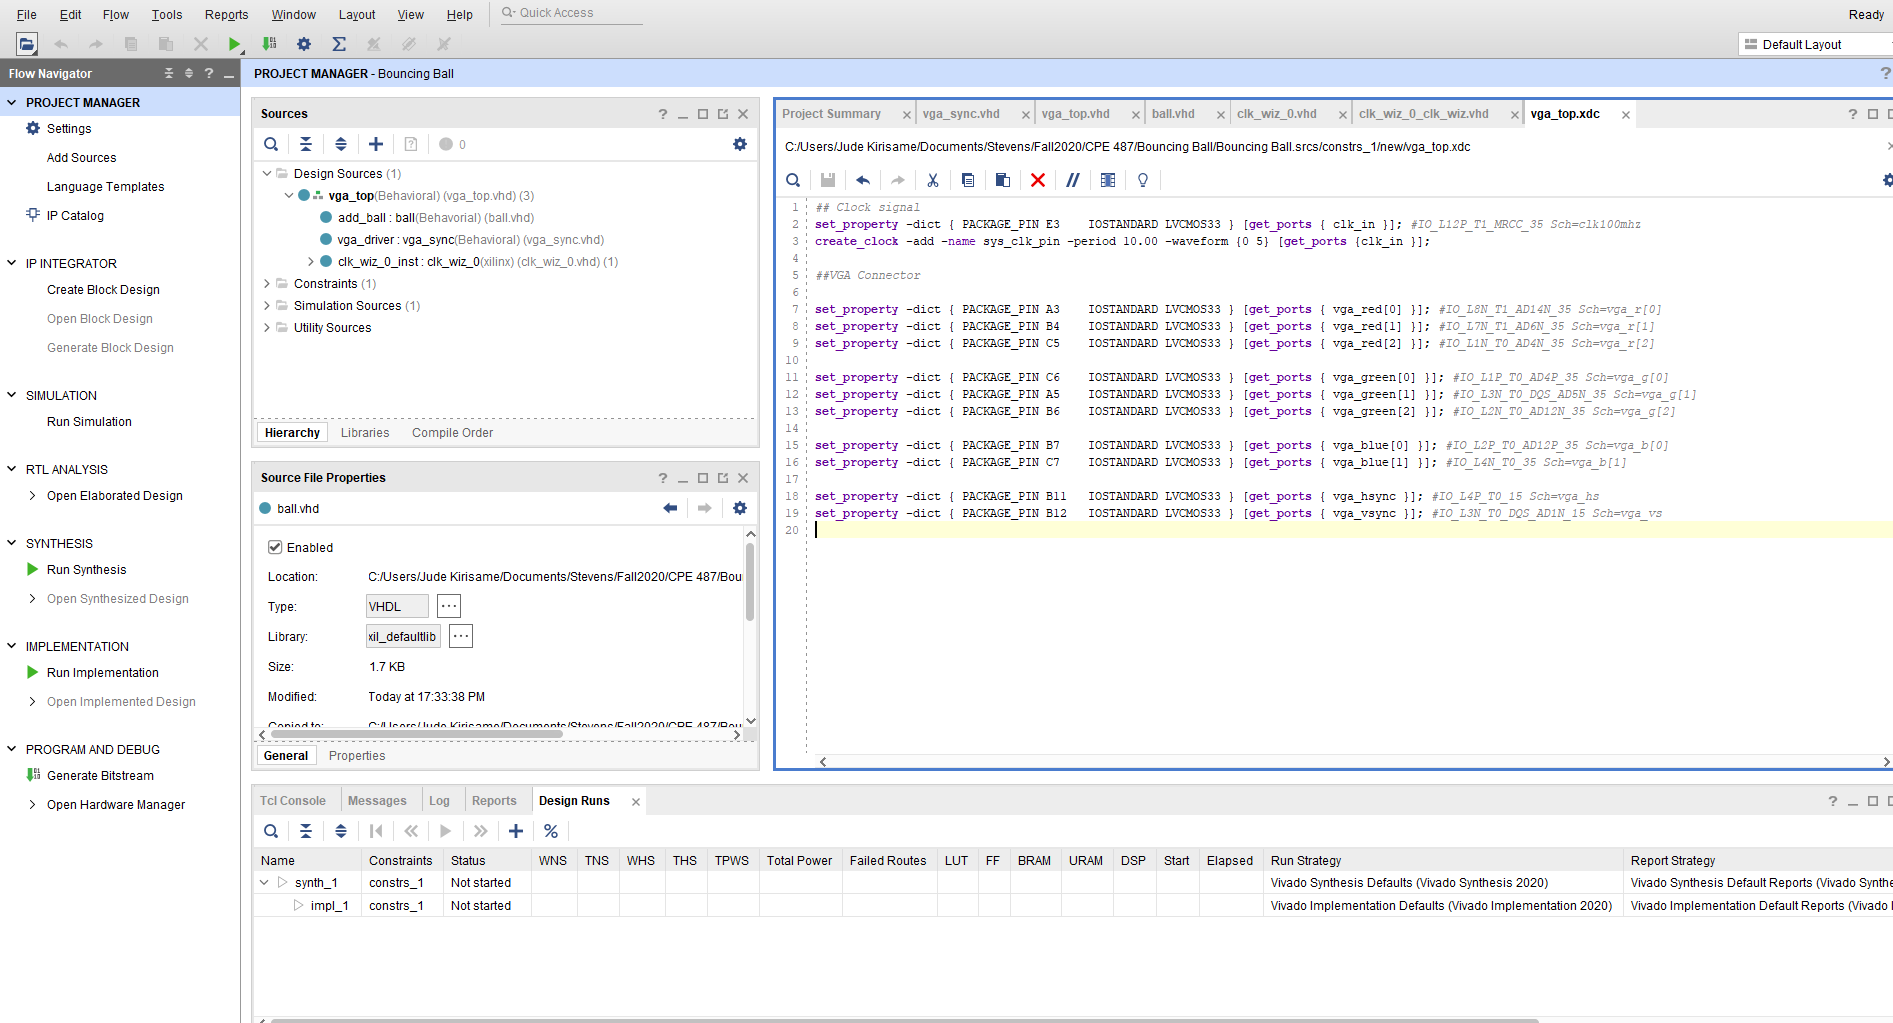 File Edit Flow Tools Reports Window Layout View Help Quick Access Ready
Default Layout
Flow Navigator ? _
PROJECT MANAGER
Settings
Add Sources
Language Templates
IP Catalog
IP INTEGRATOR
Create Block Design
Open Block Design
Generate Block Design
SIMULATION
Run Simulation
RTL ANALYSIS
Open Elaborated Design
SYNTHESIS
Run Synthesis
Open Synthesized Design
IMPLEMENTATION
Run Implementation
Open Implemented Design
PROGRAM AND DEBUG
Generate Bitstream
Open Hardware Manager
PROJECT MANAGER - Bouncing Ball ?
Sources ?
0
Design Sources (1)
vga_top(Behavioral) (vga_top.vhd) (3)
add_ball : ball(Behavorial) (ball.vhd)
vga_driver : vga_sync(Behavioral) (vga_sync.vhd)
clk_wiz_0_inst : clk_wiz_0(xilinx) (clk_wiz_0.vhd) (1)
Constraints (1)
Simulation Sources (1)
Utility Sources
Hierarchy Libraries Compile Order
Source File Properties ?
ball.vhd
Enabled
Location: C:/Users/Jude Kirisame/Documents/Stevens/Fall2020/CPE 487/Bou
Type: VHDL ...
Library: xil_defaultlib ...
Size: 1.7 KB
Modified: Today at 17:33:38 PM
Copied to: C:/Users/Jude Kirisame/Documents/Stevens/Fall2020/CPE 487/Bou
General Properties
Project Summary vga_sync.vhd vga_top.vhd ball.vhd clk_wiz_0.vhd clk_wiz_0_clk_wiz.vhd vga_top.xdc ?
C:/Users/Jude Kirisame/Documents/Stevens/Fall2020/CPE 487/Bouncing Ball/Bouncing Ball.srcs/constrs_1/new/vga_top.xdc
1 ## Clock signal
2 set_property -dict { PACKAGE_PIN E3 IOSTANDARD LVCMOS33 } [get_ports { clk_in }]; #IO_L12P_T1_MRCC_35 Sch=clk100mhz
3 create_clock -add -name sys_clk_pin -period 10.00 -waveform {0 5} [get_ports {clk_in }];
4
5 ##VGA Connector
6
7 set_property -dict { PACKAGE_PIN A3 IOSTANDARD LVCMOS33 } [get_ports { vga_red[0] }]; #IO_L8N_T1_AD14N_35 Sch=vga_r[0]
8 set_property -dict { PACKAGE_PIN B4 IOSTANDARD LVCMOS33 } [get_ports { vga_red[1] }]; #IO_L7N_T1_AD6N_35 Sch=vga_r[1]
9 set_property -dict { PACKAGE_PIN C5 IOSTANDARD LVCMOS33 } [get_ports { vga_red[2] }]; #IO_L1N_T0_AD4N_35 Sch=vga_r[2]
10
11 set_property -dict { PACKAGE_PIN C6 IOSTANDARD LVCMOS33 } [get_ports { vga_green[0] }]; #IO_L1P_T0_AD4P_35 Sch=vga_g[0]
12 set_property -dict { PACKAGE_PIN A5 IOSTANDARD LVCMOS33 } [get_ports { vga_green[1] }]; #IO_L3N_T0_DQS_AD5N_35 Sch=vga_g[1]
13 set_property -dict { PACKAGE_PIN B6 IOSTANDARD LVCMOS33 } [get_ports { vga_green[2] }]; #IO_L2N_T0_AD12N_35 Sch=vga_g[2]
14
15 set_property -dict { PACKAGE_PIN B7 IOSTANDARD LVCMOS33 } [get_ports { vga_blue[0] }]; #IO_L2P_T0_AD12P_35 Sch=vga_b[0]
16 set_property -dict { PACKAGE_PIN C7 IOSTANDARD LVCMOS33 } [get_ports { vga_blue[1] }]; #IO_L4N_T0_35 Sch=vga_b[1]
17
18 set_property -dict { PACKAGE_PIN B11 IOSTANDARD LVCMOS33 } [get_ports { vga_hsync }]; #IO_L4P_T0_15 Sch=vga_hs
19 set_property -dict { PACKAGE_PIN B12 IOSTANDARD LVCMOS33 } [get_ports { vga_vsync }]; #IO_L3N_T0_DQS_AD1N_15 Sch=vga_vs
20
Tcl Console Messages Log Reports Design Runs ?
Name Constraints Status WNS TNS WHS THS TPWS Total Power Failed Routes LUT FF BRAM URAM DSP Start Elapsed Run Strategy Report Strategy
synth_1 constrs_1 Not started Vivado Synthesis Defaults (Vivado Synthesis 2020) Vivado Synthesis Default Reports (Vivado Synthe
impl_1 constrs_1 Not started Vivado Implementation Defaults (Vivado Implementation 2020) Vivado Implementation Default Reports (Vivado I